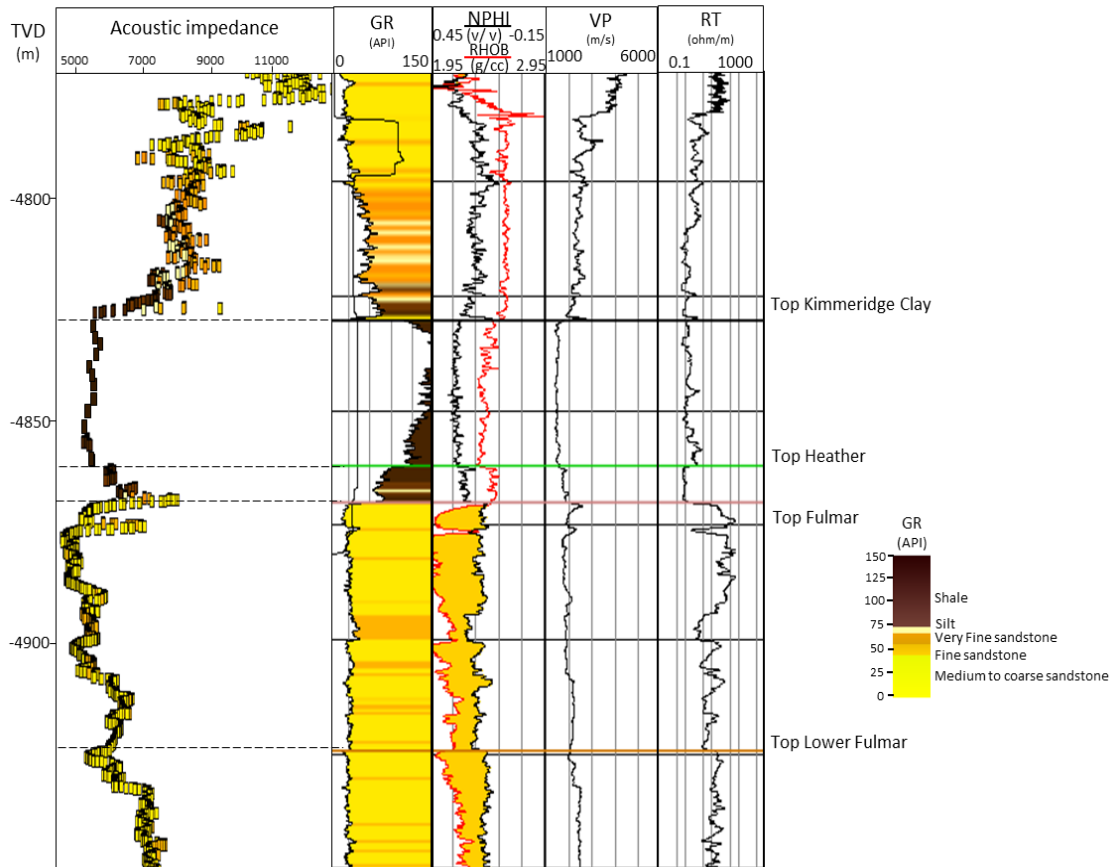 TVD
(m)
Acoustic impedance
5000 7000 9000 11000
GR
(API)
0 150
NPHI
0.45 (v/ v) -0.15
RHOB
1.95 (g/cc) 2.95
VP
(m/s)
1000 6000
RT
(ohm/m)
0.1 1000
-4800
-4850
-4900
Top Kimmeridge Clay
Top Heather
Top Fulmar
Top Lower Fulmar
GR
(API)
150
125
100
75
50
25
0
Shale
Silt
Very Fine sandstone
Fine sandstone
Medium to coarse sandstone